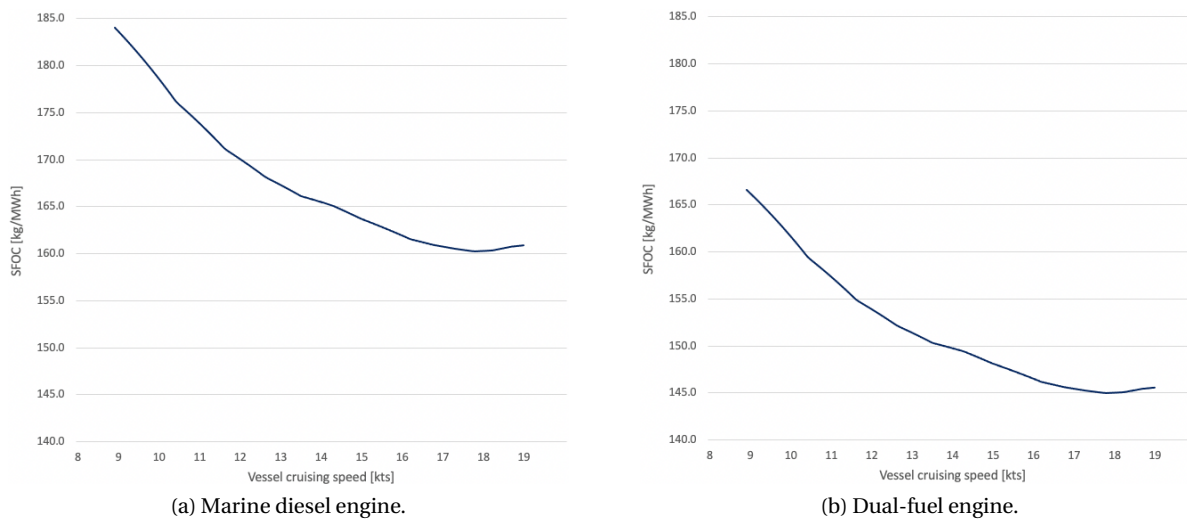 185.0
180.0
175.0
170.0
165.0
160.0
155.0
150.0
145.0
140.0
SFOC [kg/MWh]
8 9 10 11 12 13 14 15 16 17 18 19
Vessel cruising speed [kts]
(a) Marine diesel engine.
185.0
180.0
175.0
170.0
165.0
160.0
155.0
150.0
145.0
140.0
SFOC [kg/MWh]
8 9 10 11 12 13 14 15 16 17 18 19
Vessel cruising speed [kts]
(b) Dual-fuel engine.